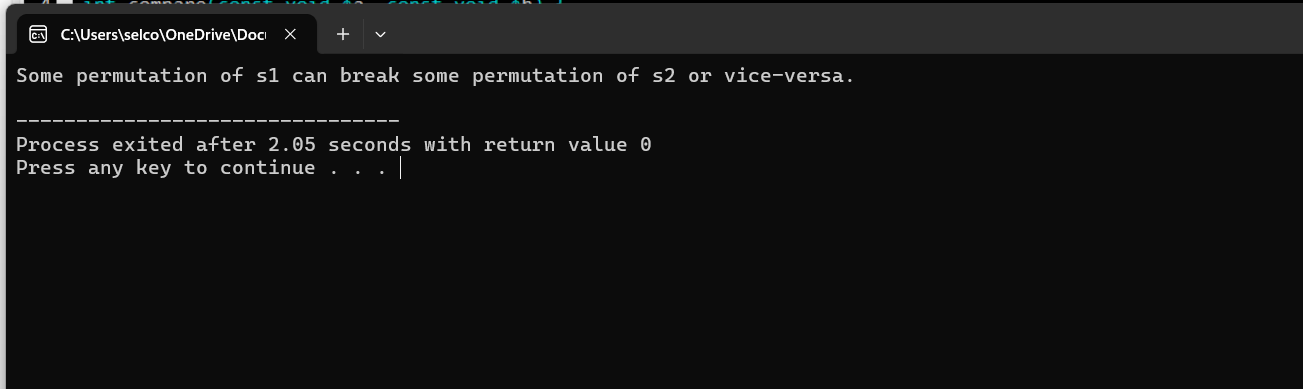 C:\Users\selco\OneDrive\Docu
Some permutation of s1 can break some permutation of s2 or vice-versa.
--------------------------------
Process exited after 2.05 seconds with return value 0
Press any key to continue . . .